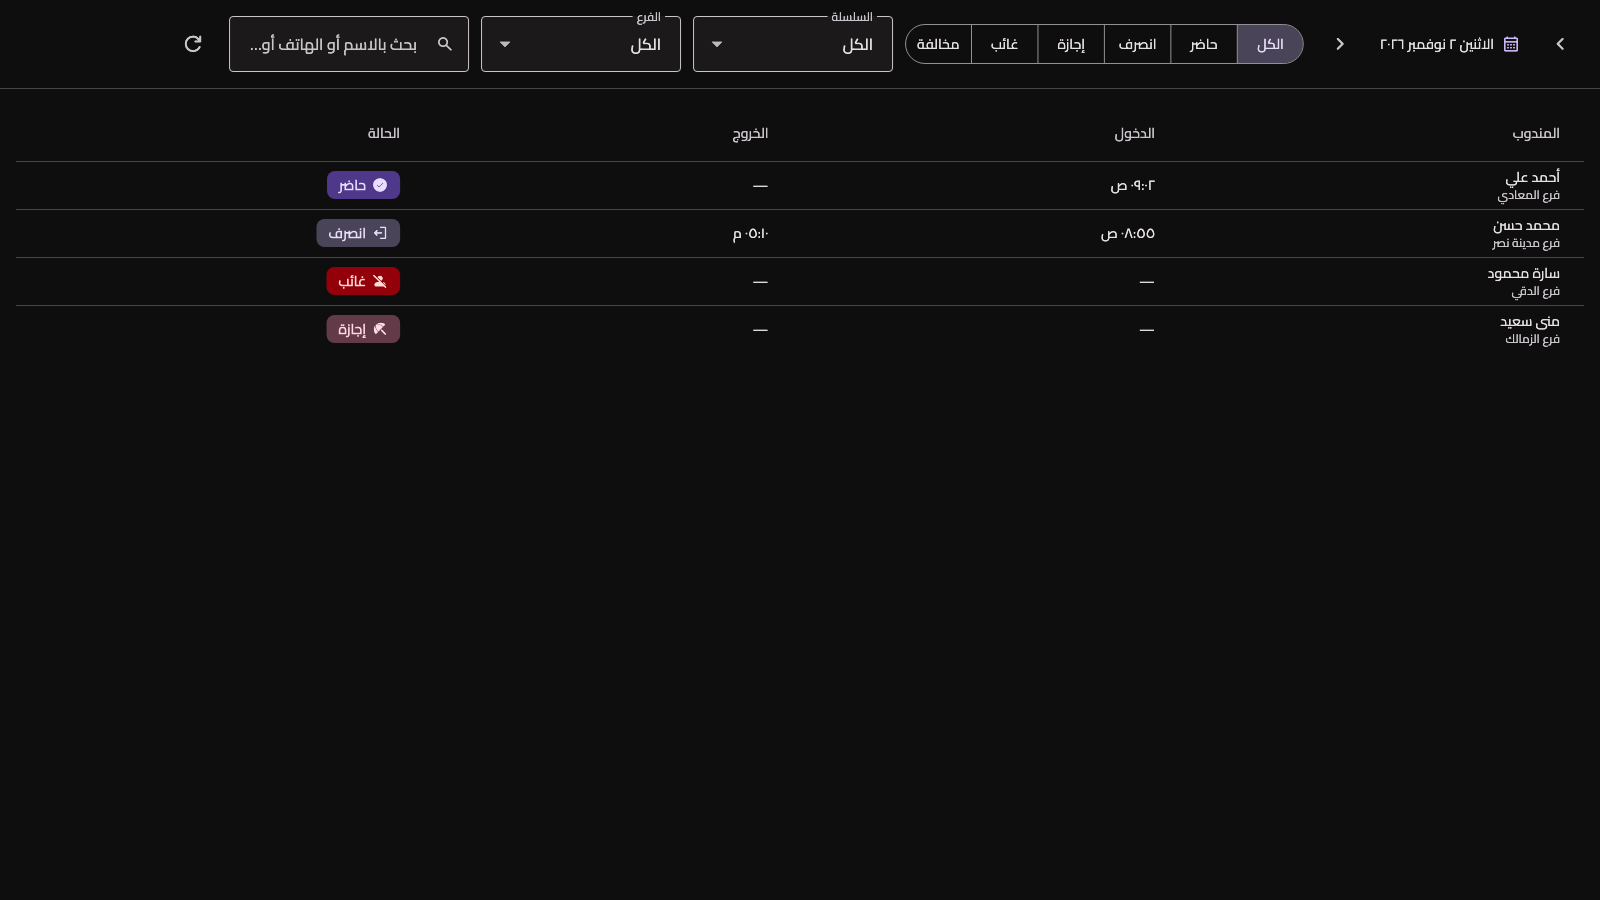 الاثنين ٢ نوفمبر ٢٠٢٦
الكل
حاضر
انصرف
إجازة
غائب
مخالفة
السلسلة
الكل
الفرع
الكل
بحث بالاسم أو الهاتف أو...
المندوب الدخول الخروج الحالة
أحمد علي
فرع المعادي
٠٩:٠٢ ص — حاضر
محمد حسن
فرع مدينة نصر
٠٨:٥٥ ص ٠٥:١٠ م انصرف
سارة محمود
فرع الدقي
— — غائب
منى سعيد
فرع الزمالك
— — إجازة